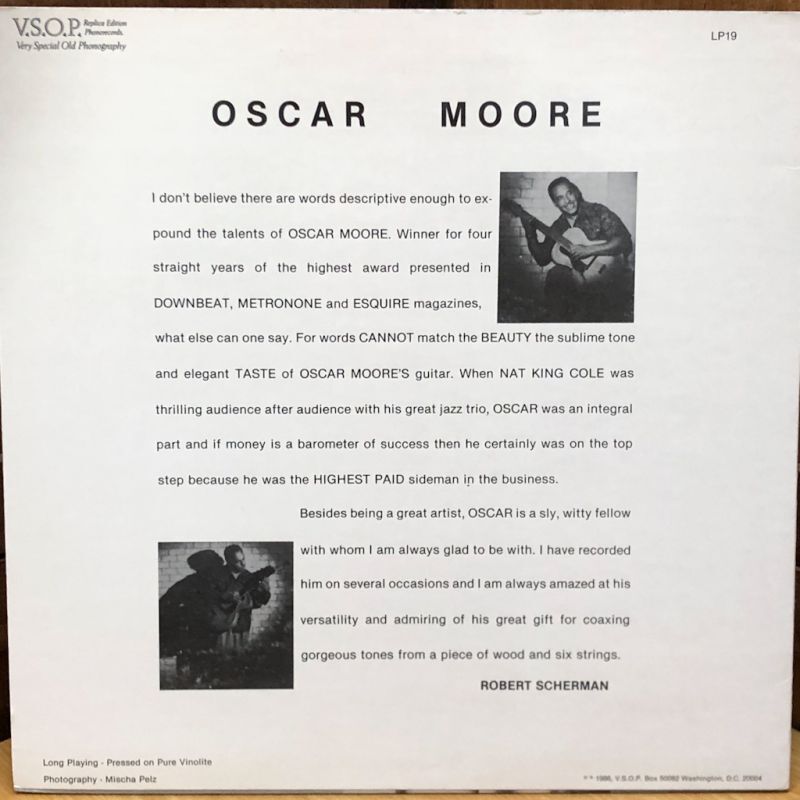 V.S.O.P. Replica Edition
Phonorecords.
Very Special Old Phonography
LP19
OSCAR MOORE
I don't believe there are words descriptive enough to ex-
pound the talents of OSCAR MOORE. Winner for four
straight years of the highest award presented in
DOWNBEAT, METRONONE and ESQUIRE magazines,
what else can one say. For words CANNOT match the BEAUTY the sublime tone
and elegant TASTE of OSCAR MOORE'S guitar. When NAT KING COLE was
thrilling audience after audience with his great jazz trio, OSCAR was an integral
part and if money is a barometer of success then he certainly was on the top
step because he was the HIGHEST PAID sideman in the business.
Besides being a great artist, OSCAR is a sly, witty fellow
with whom I am always glad to be with. I have recorded
him on several occasions and I am always amazed at his
versatility and admiring of his great gift for coaxing
gorgeous tones from a piece of wood and six strings.
ROBERT SCHERMAN
Long Playing - Pressed on Pure Vinolite
Photography - Mischa Pelz
1986, V.S.O.P. Box 50082 Washington, D.C. 20004